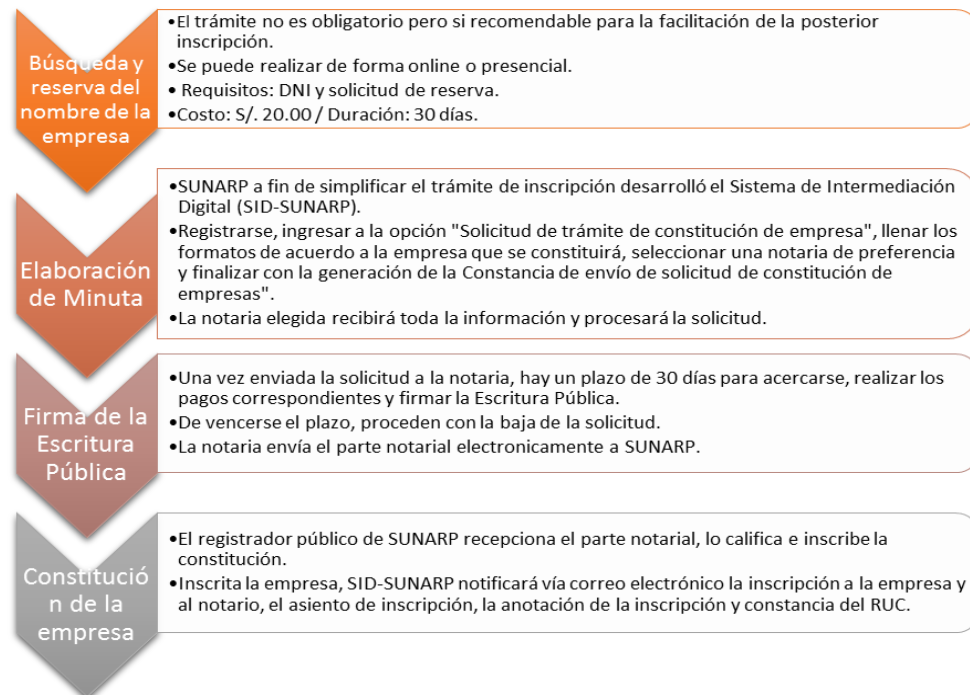 Búsqueda y
reserva del
nombre de la
empresa
•El trámite no es obligatorio pero si recomendable para la facilitación de la posterior
inscripción.
•Se puede realizar de forma online o presencial.
• Requisitos: DNI y solicitud de reserva.
•Costo: S/. 20.00 / Duración: 30 días.
Elaboración
de Minuta
•SUNARP a fin de simplificar el trámite de inscripción desarrolló el Sistema de Intermediación
Digital (SID-SUNARP).
•Registrarse, ingresar a la opción "Solicitud de trámite de constitución de empresa", llenar los
formatos de acuerdo a la empresa que se constituirá, seleccionar una notaria de preferencia
y finalizar con la generación de la Constancia de envío de solicitud de constitución de
empresas".
•La notaria elegida recibirá toda la información y procesará la solicitud.
Firma de la
Escritura
Pública
•Una vez enviada la solicitud a la notaria, hay un plazo de 30 días para acercarse, realizar los
pagos correspondientes y firmar la Escritura Pública.
•De vencerse el plazo, proceden con la baja de la solicitud.
•La notaria envía el parte notarial electronicamente a SUNARP.
Constitució
n de la
empresa
•El registrador público de SUNARP recepciona el parte notarial, lo califica e inscribe la
constitución.
•Inscrita la empresa, SID-SUNARP notificará vía correo electrónico la inscripción a la empresa y
al notario, el asiento de inscripción, la anotación de la inscripción y constancia del RUC.